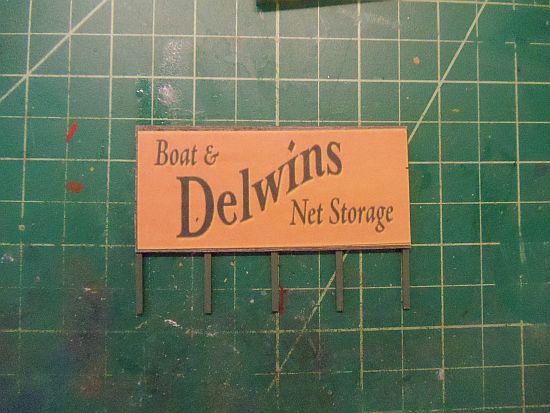 Boat &
Delwins
Net Storage